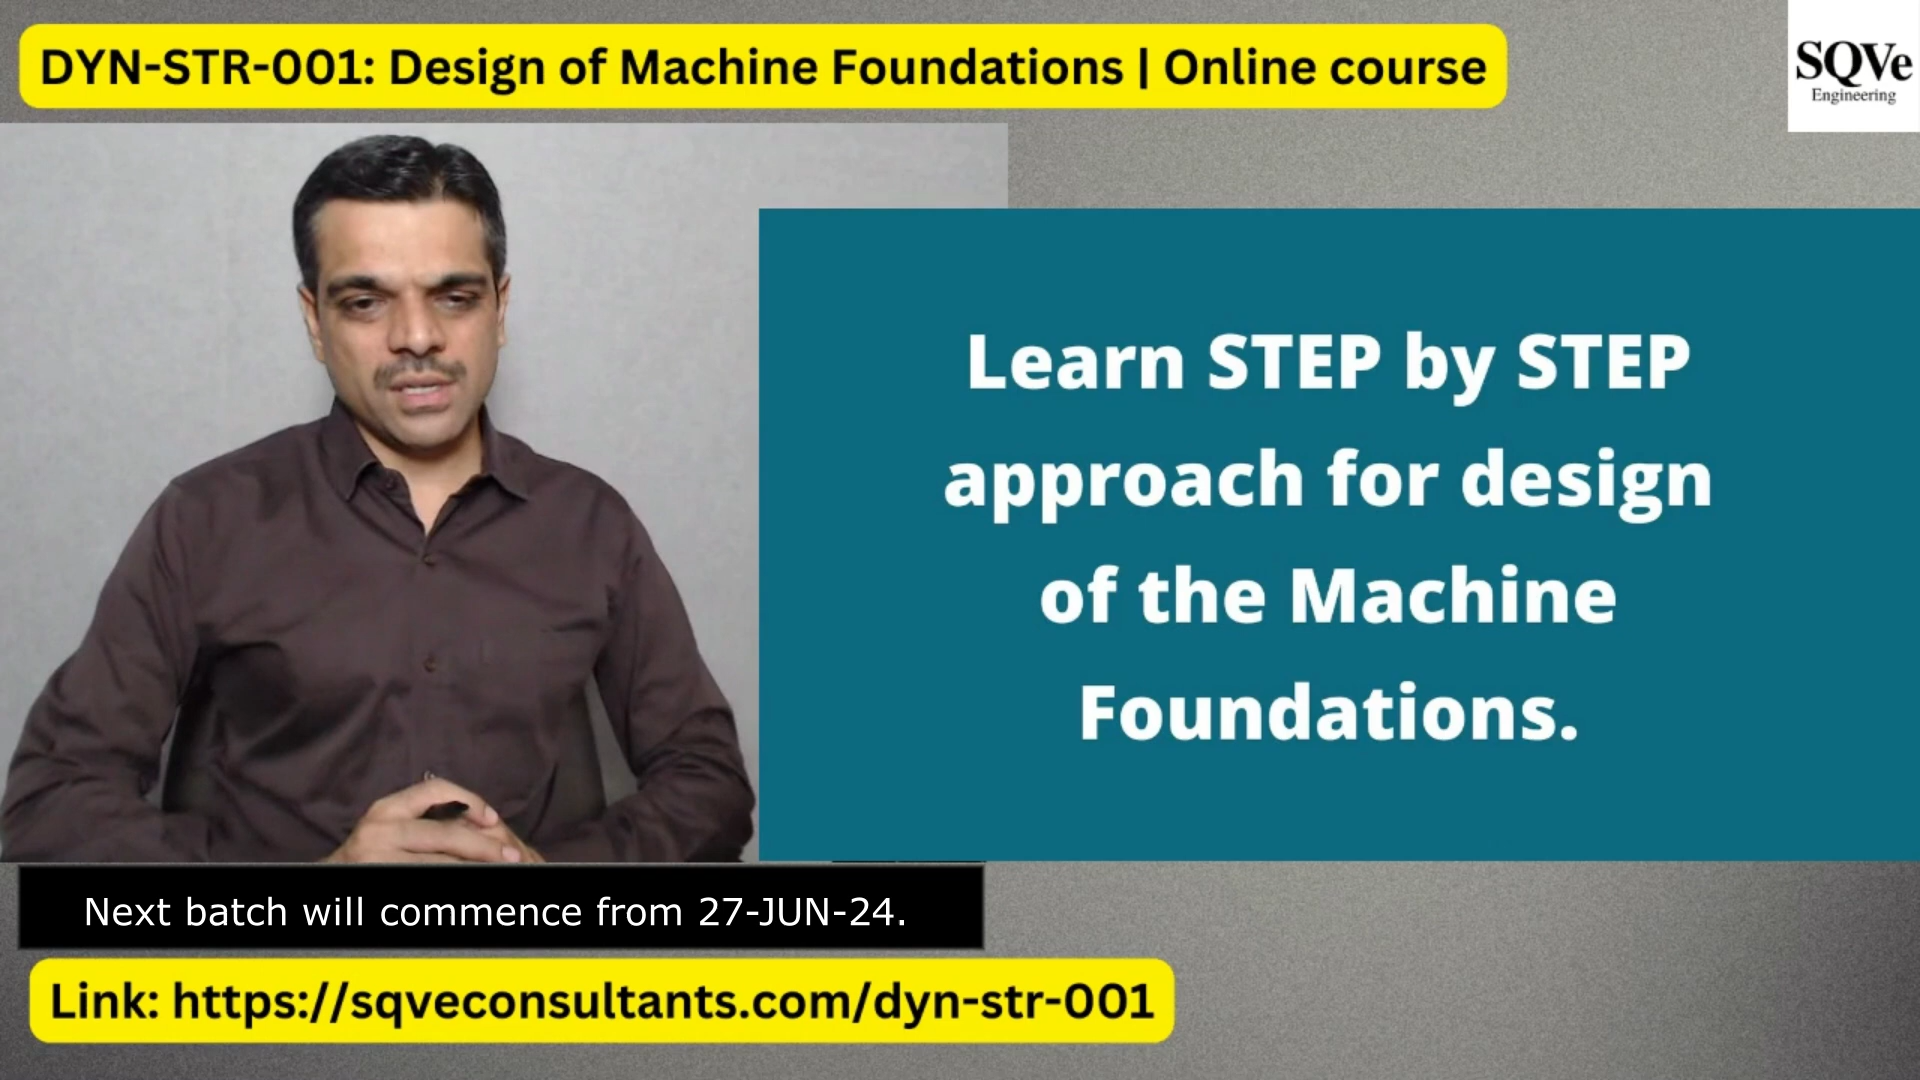 DYN-STR-001: Design of Machine Foundations | Online course
SQVe
Engineering
Learn STEP by STEP
approach for design
of the Machine
Foundations.
Next batch will commence from 27-JUN-24.
Link: https://sqveconsultants.com/dyn-str-001